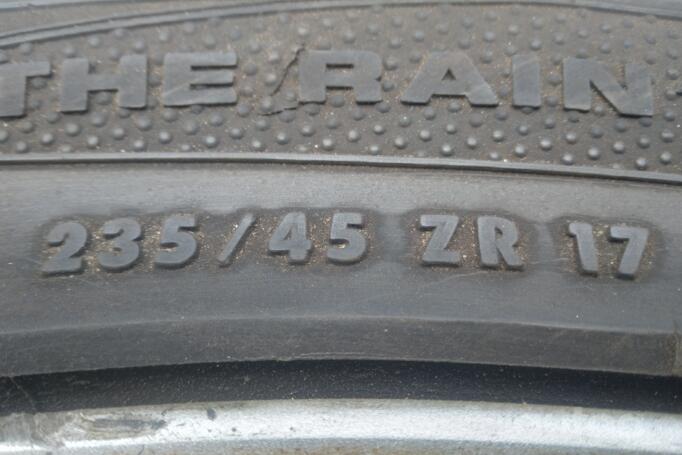 THE RAIN
235/45 ZR 17